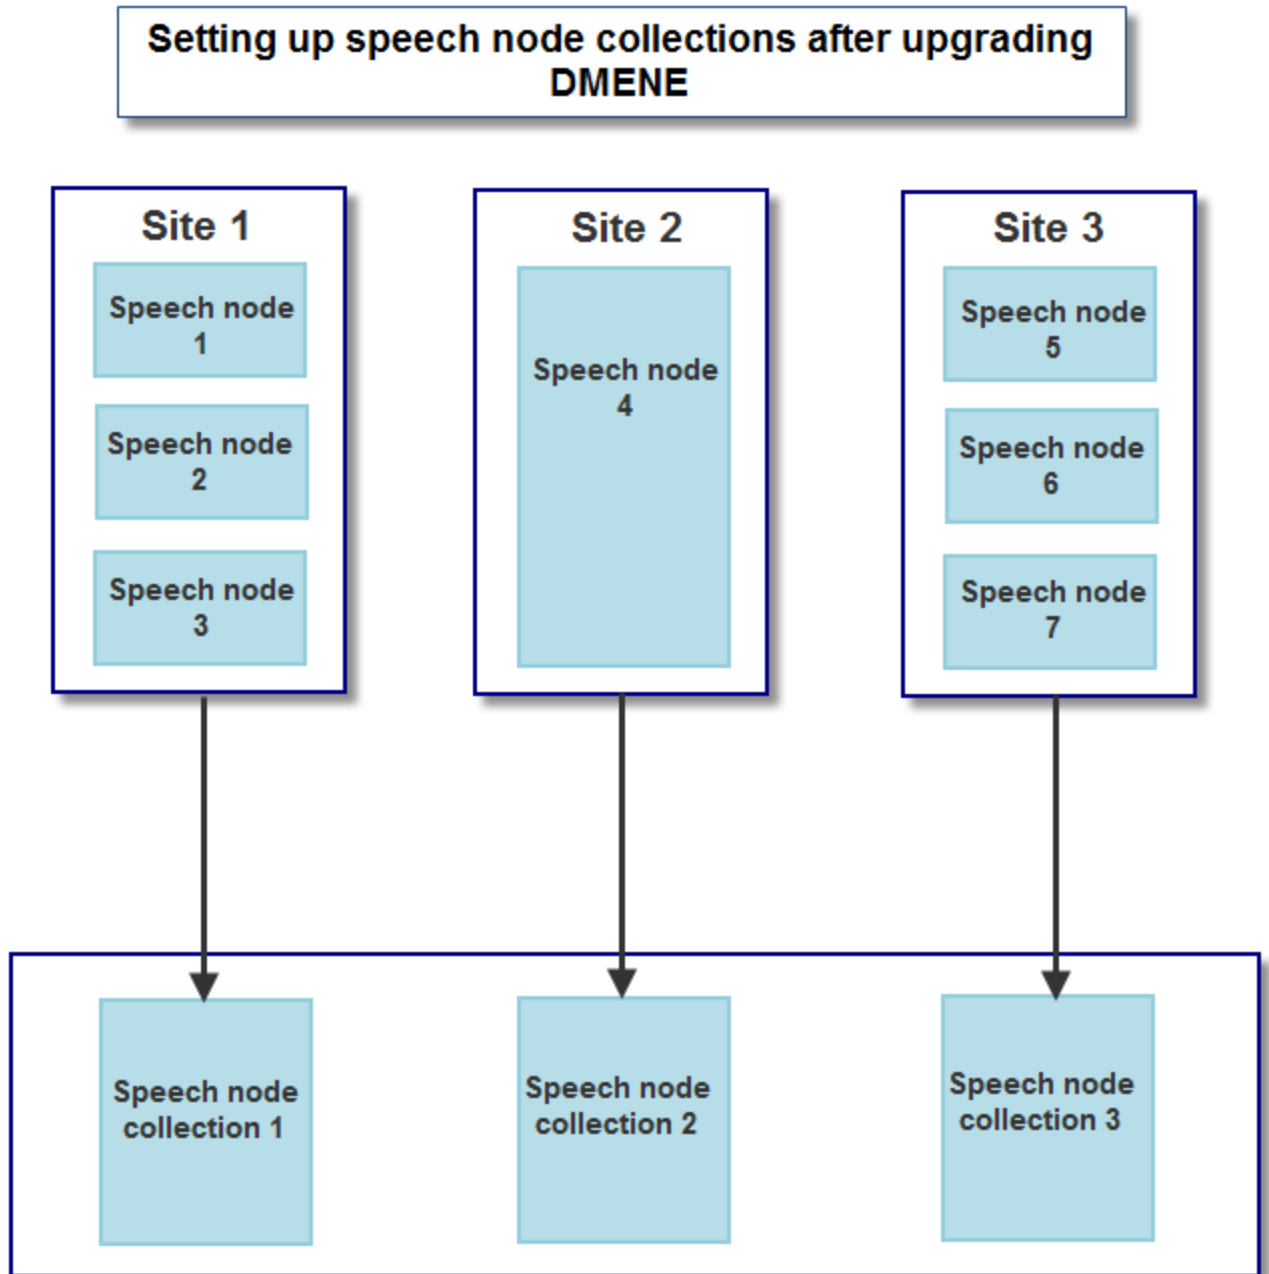 Setting up speech node collections after upgrading
DMENE
Site 1
Speech node
1
Speech node
2
Speech node
3
Site 2
Speech node
4
Site 3
Speech node
5
Speech node
6
Speech node
7
Speech node
collection 1
Speech node
collection 2
Speech node
collection 3